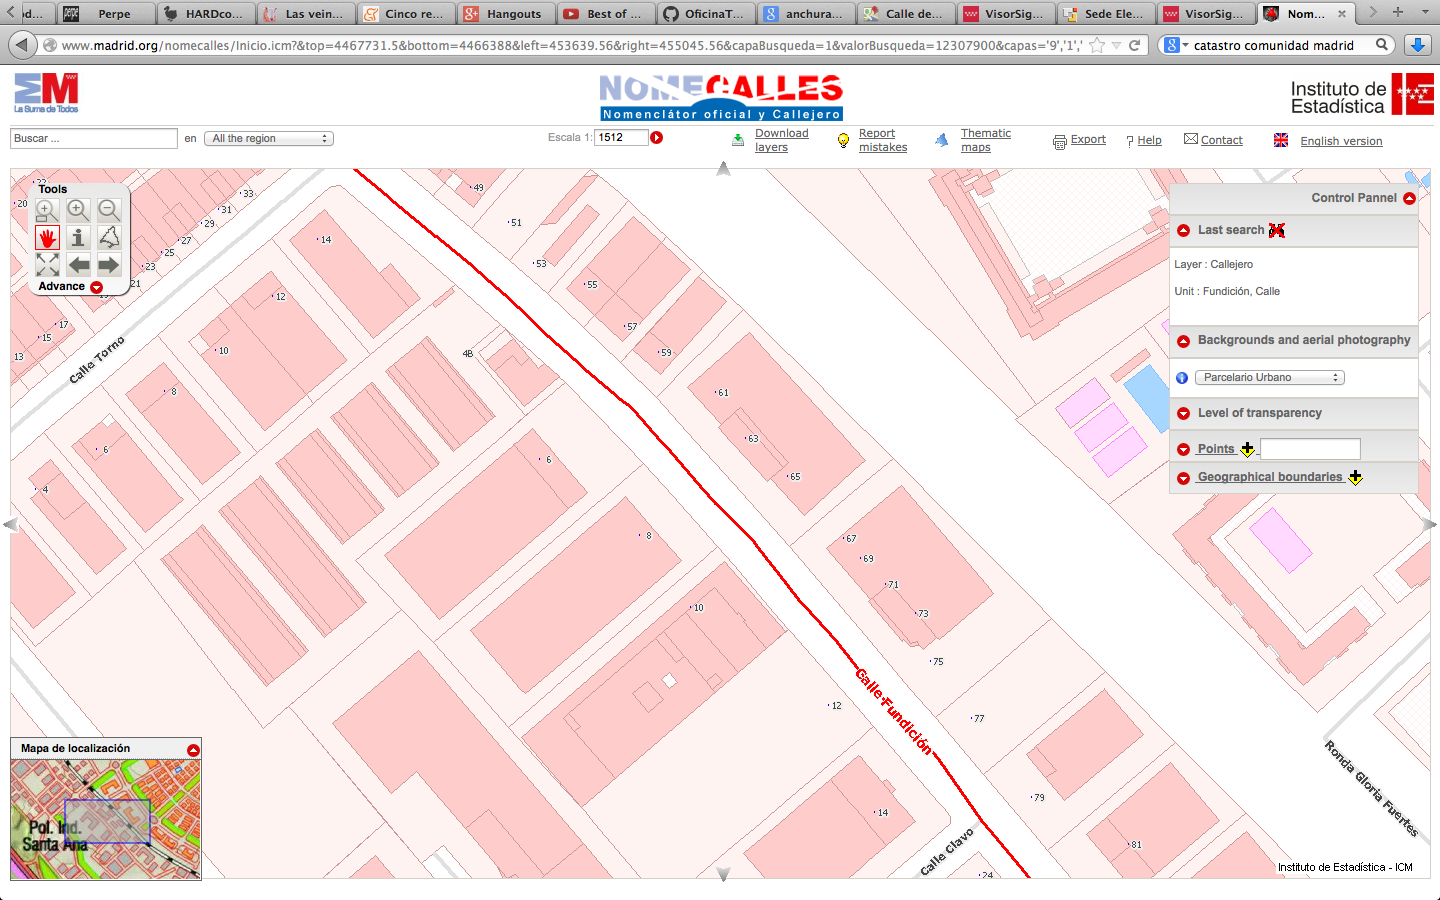 od...
Perpe
HARDco...
Las vein...
Cinco re...
Hangouts
Best of ...
OficinaT...
anchura...
Calle de...
VisorSig...
Sede Ele...
VisorSig...
Nom...
www.madrid.org/nomecalles/Inicio.icm?&top=4467731.5&bottom=4466388&left=453639.56&right=455045.56&capaBusqueda=1&valorBusqueda=12307900&capas='9','1','
catastro comunidad madrid
EM
La Suma de Todos
NOMECALLES
Nomenclátor oficial y Callejero
Instituto de
Estadística
Buscar ...
en
All the region
Escala 1:
1512
Download
layers
Report
mistakes
Thematic
maps
Export
Help
Contact
English version
Tools
Advance
Control Pannel
Last search
Layer : Callejero
Unit : Fundición, Calle
Backgrounds and aerial photography
Parcelario Urbano
Level of transparency
Points
Geographical boundaries
20
33
31
29
27
25
23
21
17
15
13
14
12
10
8
6
4
49
51
53
55
57
59
4B
61
63
65
6
8
10
12
14
67
69
71
73
75
77
79
81
24
Calle Torno
Calle Fundición
Calle Clavo
Ronda Gloria Fuertes
Mapa de localización
Pol. Ind.
Santa Ana
Instituto de Estadística - ICM